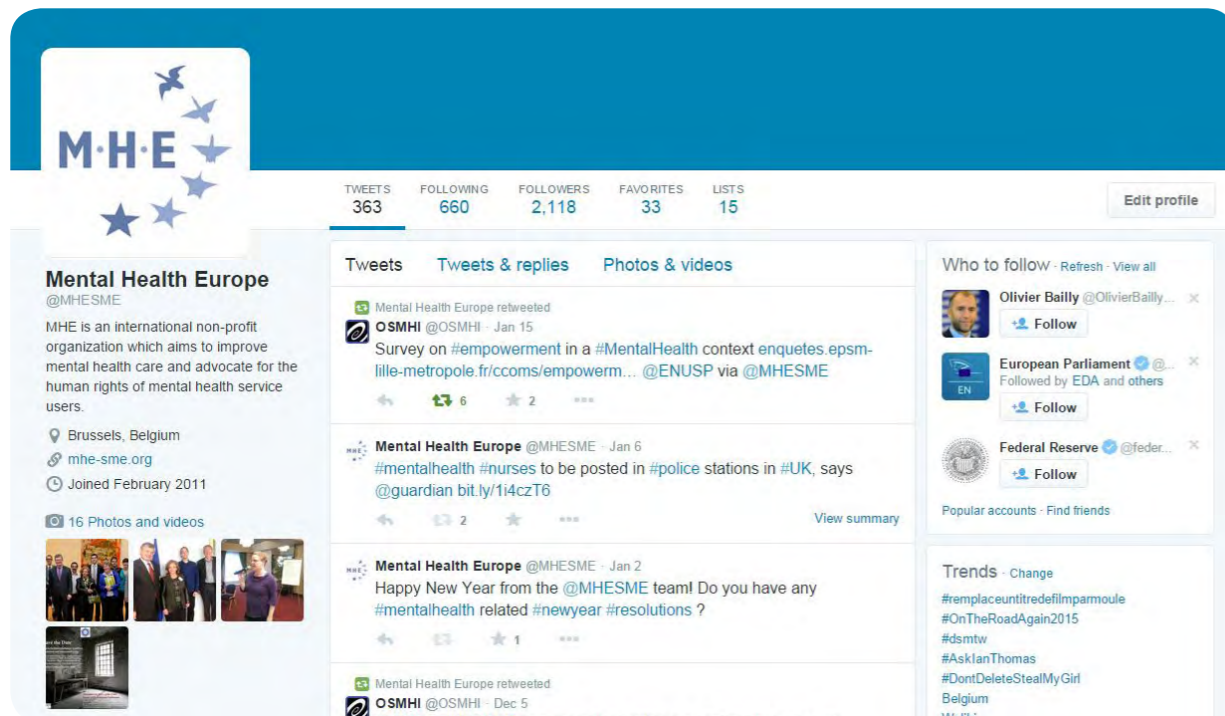 M·H·E
TWEETS
363
FOLLOWING
660
FOLLOWERS
2,118
FAVORITES
33
LISTS
15
Edit profile
Mental Health Europe
@MHESME
MHE is an international non-profit
organization which aims to improve
mental health care and advocate for the
human rights of mental health service
users.
Brussels, Belgium
mhe-sme.org
Joined February 2011
16 Photos and videos
Tweets Tweets & replies Photos & videos
Mental Health Europe retweeted
OSMHI @OSMHI · Jan 15
Survey on #empowerment in a #MentalHealth context enquetes.epsm-
lille-metropole.fr/ccoms/empowerm... @ENUSP via @MHESME
6 2
MHE
Mental Health Europe @MHESME · Jan 6
#mentalhealth #nurses to be posted in #police stations in #UK, says
@guardian bit.ly/1i4czT6
2
View summary
MHE
Mental Health Europe @MHESME · Jan 2
Happy New Year from the @MHESME team! Do you have any
#mentalhealth related #newyear #resolutions ?
1
Mental Health Europe retweeted
OSMHI @OSMHI · Dec 5
Who to follow · Refresh · View all
Olivier Bailly @OlivierBailly...
Follow
EN
European Parliament @...
Followed by EDA and others
Follow
Federal Reserve @feder...
Follow
Popular accounts · Find friends
Trends · Change
#remplaceuntitredefilmparmoule
#OnTheRoadAgain2015
#dsmtw
#AskIanThomas
#DontDeleteStealMyGirl
Belgium